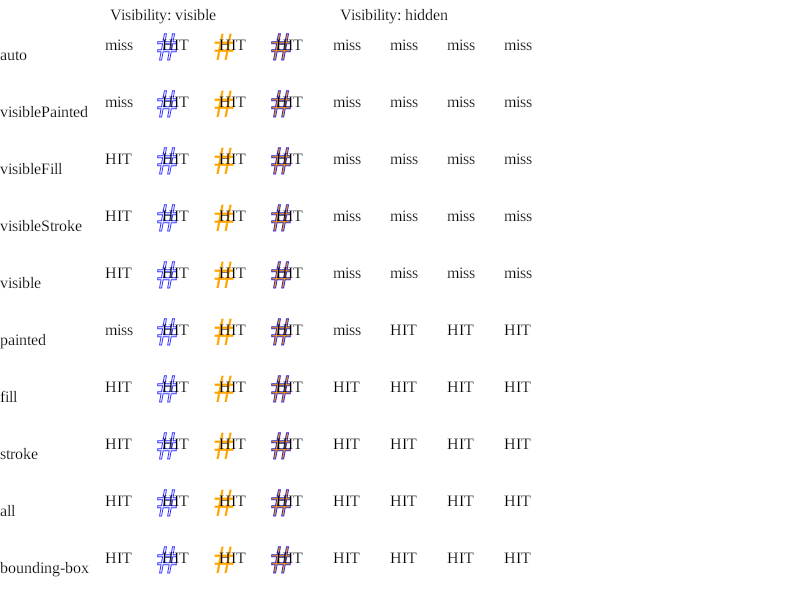 Visibility: visible Visibility: hidden
auto miss #HIT #HIT #HIT miss miss miss miss
visiblePainted miss #HIT #HIT #HIT miss miss miss miss
visibleFill HIT #HIT #HIT #HIT miss miss miss miss
visibleStroke HIT #HIT #HIT #HIT miss miss miss miss
visible HIT #HIT #HIT #HIT miss miss miss miss
painted miss #HIT #HIT #HIT miss HIT HIT HIT
fill HIT #HIT #HIT #HIT HIT HIT HIT HIT
stroke HIT #HIT #HIT #HIT HIT HIT HIT HIT
all HIT #HIT #HIT #HIT HIT HIT HIT HIT
bounding-box HIT #HIT #HIT #HIT HIT HIT HIT HIT